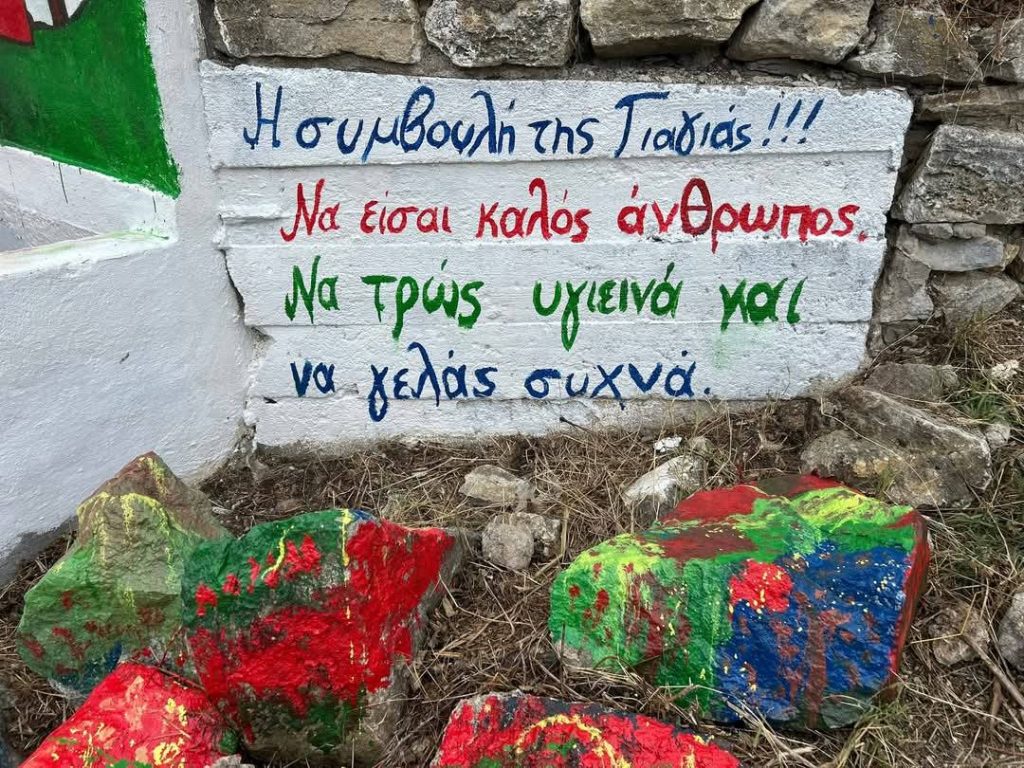 Η συμβουλή της Γιαγιάς!!!
Να είσαι καλός άνθρωπος.
Να τρώς υγιεινά και
να γελάς συχνά.